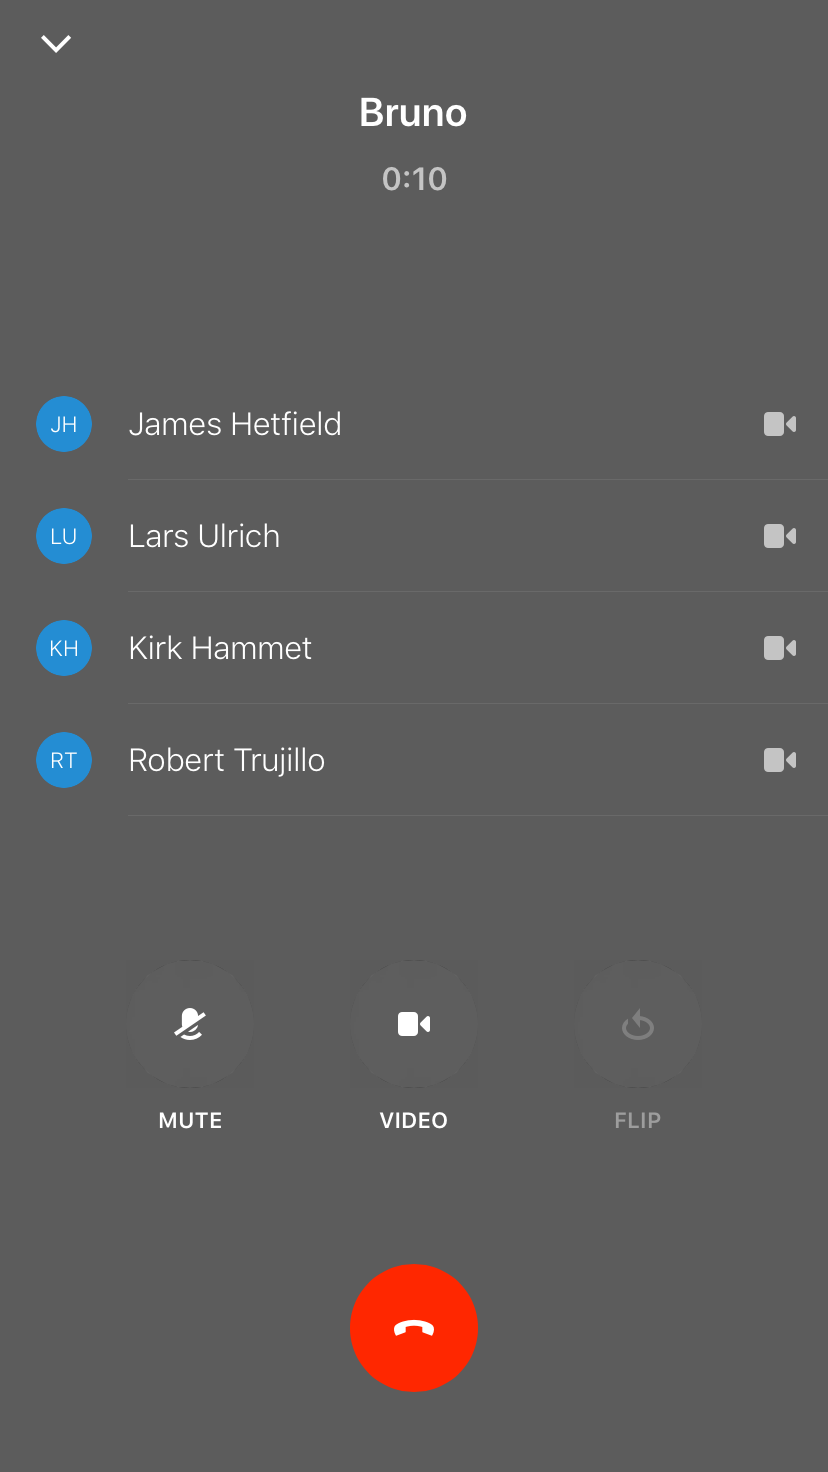 Bruno
0:10
JH James Hetfield
LU Lars Ulrich
KH Kirk Hammet
RT Robert Trujillo
MUTE VIDEO FLIP